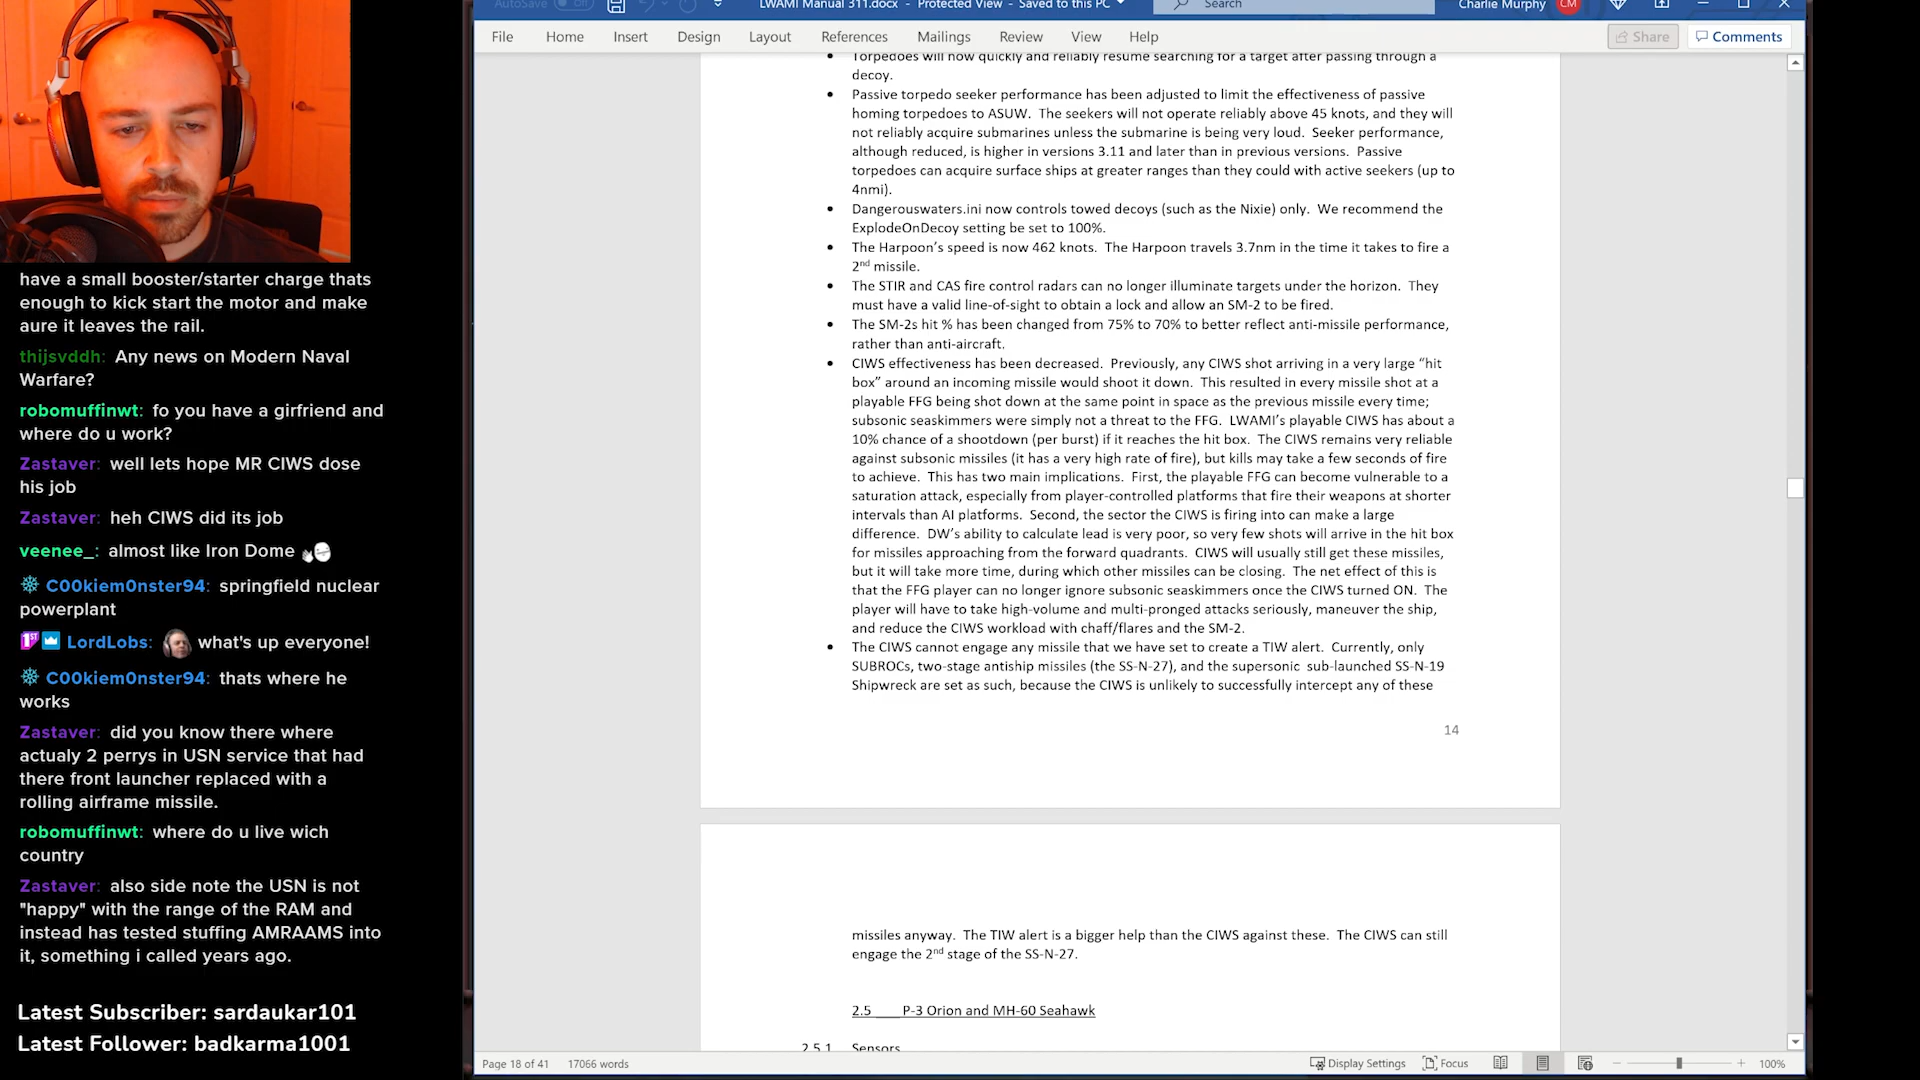 AutoSave Off LWAMI Manual 311.docx - Protected View - Saved to this PC Search Charlie Murphy CM
File Home Insert Design Layout References Mailings Review View Help Share Comments
have a small booster/starter charge thats
enough to kick start the motor and make
aure it leaves the rail.
thijsvddh: Any news on Modern Naval
Warfare?
robomuffinwt: fo you have a girfriend and
where do u work?
Zastaver: well lets hope MR CIWS dose
his job
Zastaver: heh CIWS did its job
veenee_: almost like Iron Dome
C00kiem0nster94: springfield nuclear
powerplant
1ST LordLobs: what's up everyone!
C00kiem0nster94: thats where he
works
Zastaver: did you know there where
actualy 2 perrys in USN service that had
there front launcher replaced with a
rolling airframe missile.
robomuffinwt: where do u live wich
country
Zastaver: also side note the USN is not
"happy" with the range of the RAM and
instead has tested stuffing AMRAAMS into
it, something i called years ago.
Latest Subscriber: sardaukar101
Latest Follower: badkarma1001
Torpedoes will now quickly and reliably resume searching for a target after passing through a
decoy.
• Passive torpedo seeker performance has been adjusted to limit the effectiveness of passive
homing torpedoes to ASUW. The seekers will not operate reliably above 45 knots, and they will
not reliably acquire submarines unless the submarine is being very loud. Seeker performance,
although reduced, is higher in versions 3.11 and later than in previous versions. Passive
torpedoes can acquire surface ships at greater ranges than they could with active seekers (up to
4nmi).
• Dangerouswaters.ini now controls towed decoys (such as the Nixie) only. We recommend the
ExplodeOnDecoy setting be set to 100%.
• The Harpoon's speed is now 462 knots. The Harpoon travels 3.7nm in the time it takes to fire a
2nd missile.
• The STIR and CAS fire control radars can no longer illuminate targets under the horizon. They
must have a valid line-of-sight to obtain a lock and allow an SM-2 to be fired.
• The SM-2s hit % has been changed from 75% to 70% to better reflect anti-missile performance,
rather than anti-aircraft.
• CIWS effectiveness has been decreased. Previously, any CIWS shot arriving in a very large “hit
box” around an incoming missile would shoot it down. This resulted in every missile shot at a
playable FFG being shot down at the same point in space as the previous missile every time;
subsonic seaskimmers were simply not a threat to the FFG. LWAMI's playable CIWS has about a
10% chance of a shootdown (per burst) if it reaches the hit box. The CIWS remains very reliable
against subsonic missiles (it has a very high rate of fire), but kills may take a few seconds of fire
to achieve. This has two main implications. First, the playable FFG can become vulnerable to a
saturation attack, especially from player-controlled platforms that fire their weapons at shorter
intervals than AI platforms. Second, the sector the CIWS is firing into can make a large
difference. DW's ability to calculate lead is very poor, so very few shots will arrive in the hit box
for missiles approaching from the forward quadrants. CIWS will usually still get these missiles,
but it will take more time, during which other missiles can be closing. The net effect of this is
that the FFG player can no longer ignore subsonic seaskimmers once the CIWS turned ON. The
player will have to take high-volume and multi-pronged attacks seriously, maneuver the ship,
and reduce the CIWS workload with chaff/flares and the SM-2.
• The CIWS cannot engage any missile that we have set to create a TIW alert. Currently, only
SUBROCs, two-stage antiship missiles (the SS-N-27), and the supersonic sub-launched SS-N-19
Shipwreck are set as such, because the CIWS is unlikely to successfully intercept any of these
14
missiles anyway. The TIW alert is a bigger help than the CIWS against these. The CIWS can still
engage the 2nd stage of the SS-N-27.
2.5 P-3 Orion and MH-60 Seahawk
2.5.1 Sensors
Page 18 of 41 17066 words Display Settings Focus 100%